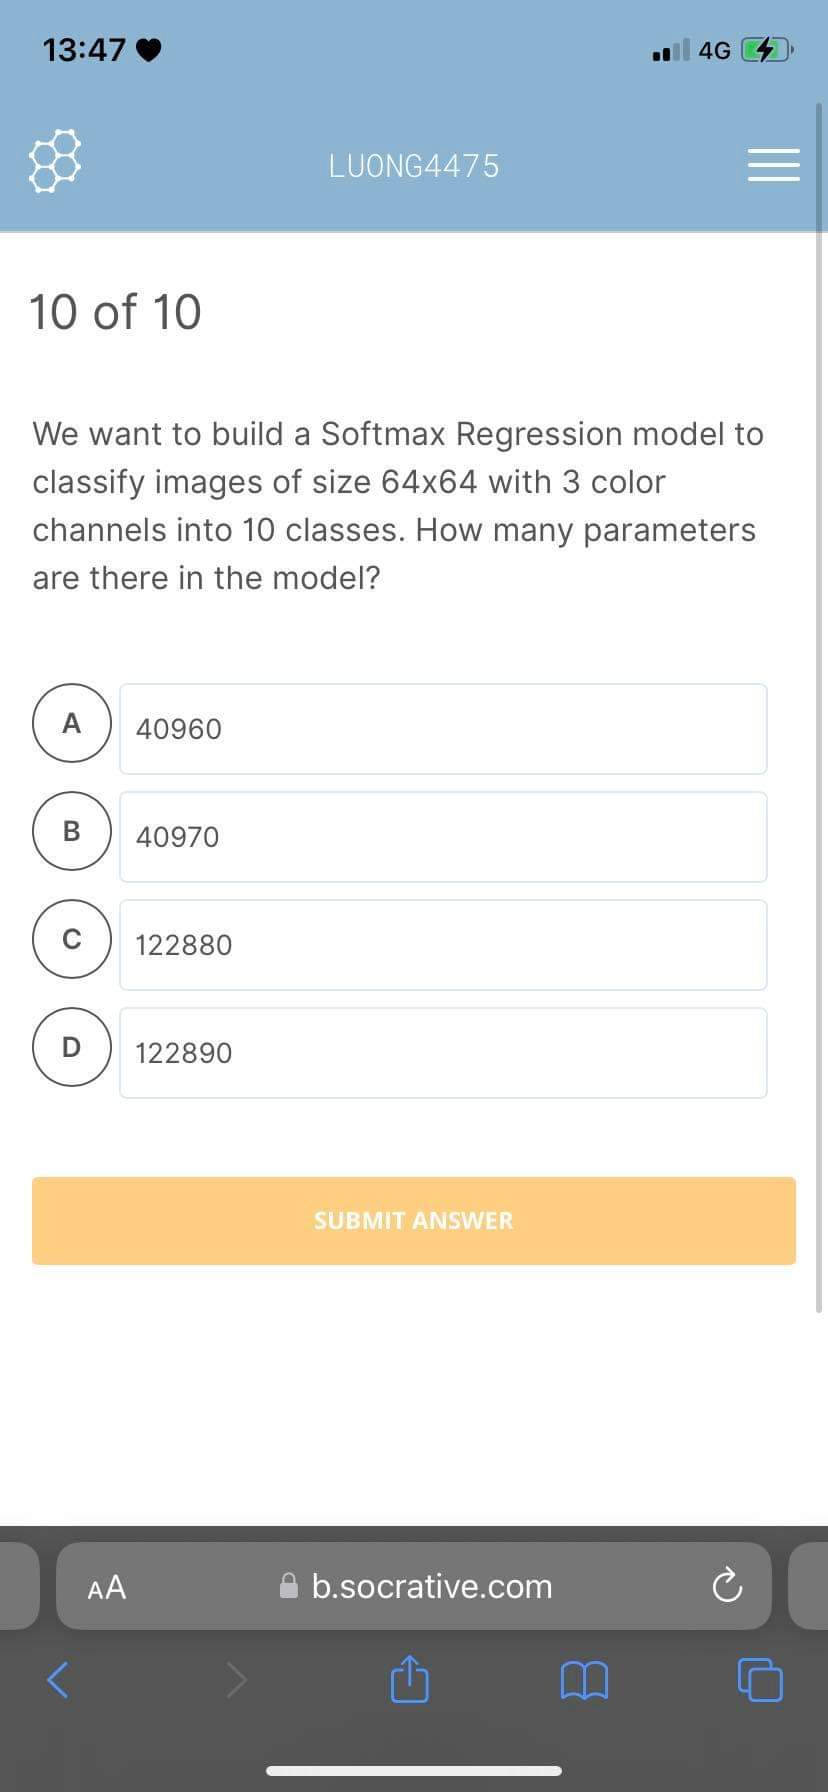 13:47
4G
LUONG4475
10 of 10
We want to build a Softmax Regression model to
classify images of size 64x64 with 3 color
channels into 10 classes. How many parameters
are there in the model?
A 40960
B 40970
C 122880
D 122890
SUBMIT ANSWER
AA b.socrative.com